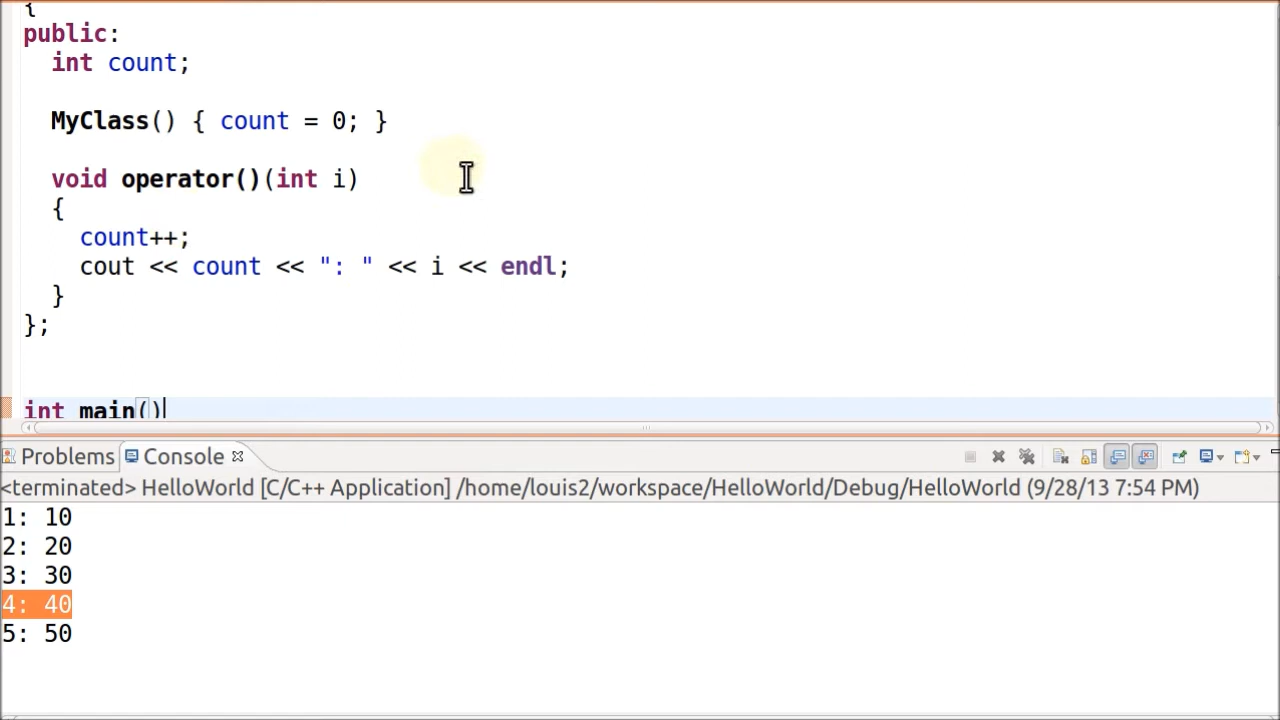 {
public:
int count;
MyClass() { count = 0; }
void operator()(int i)
{
count++;
cout << count << ": " << i << endl;
}
};
int main()
Problems Console
<terminated> HelloWorld [C/C++ Application] /home/louis2/workspace/HelloWorld/Debug/HelloWorld (9/28/13 7:54 PM)
1: 10
2: 20
3: 30
4: 40
5: 50